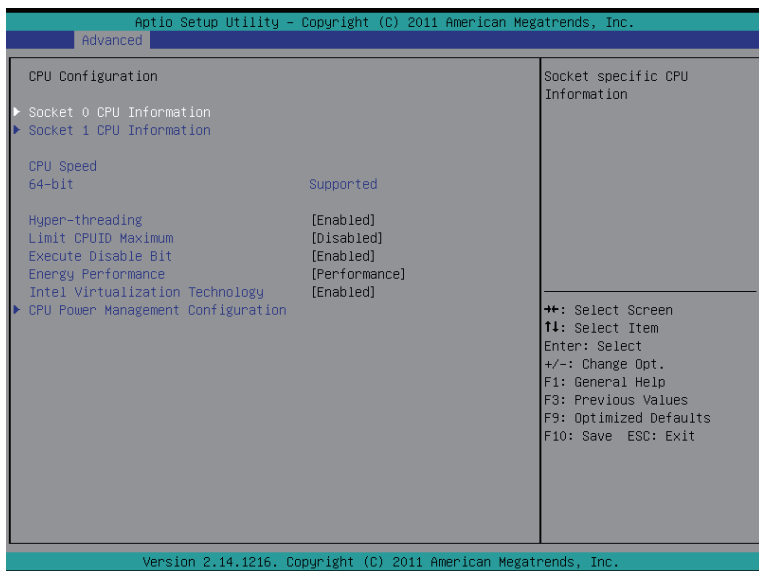 Aptio Setup Utility – Copyright (C) 2011 American Megatrends, Inc.
Advanced
CPU Configuration
Socket 0 CPU Information
Socket 1 CPU Information
CPU Speed
64-bit Supported
Hyper-threading [Enabled]
Limit CPUID Maximum [Disabled]
Execute Disable Bit [Enabled]
Energy Performance [Performance]
Intel Virtualization Technology [Enabled]
CPU Power Management Configuration
Socket specific CPU
Information
→←: Select Screen
↑↓: Select Item
Enter: Select
+/-: Change Opt.
F1: General Help
F3: Previous Values
F9: Optimized Defaults
F10: Save ESC: Exit
Version 2.14.1216. Copyright (C) 2011 American Megatrends, Inc.